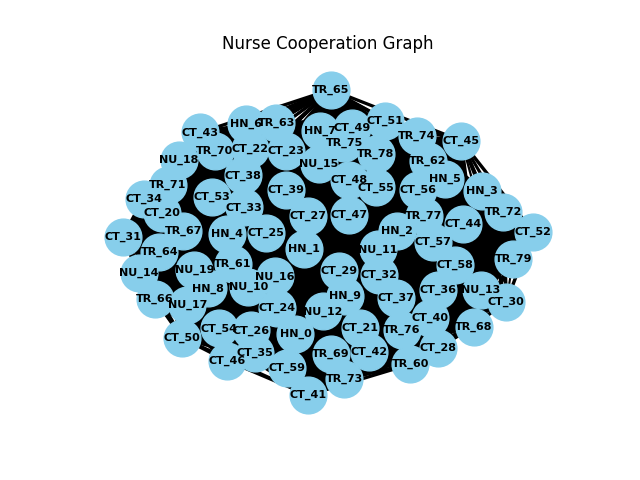 Nurse Cooperation Graph
TR_65
HN_6
TR_63
CT_51
CT_43
HN_7
CT_49
TR_74
CT_45
TR_75
TR_70
CT_22
CT_23
TR_78
NU_18
NU_15
TR_62
CT_38
CT_48
HN_5
TR_71
CT_39
CT_55
CT_56
HN_3
CT_34
CT_53
CT_20
CT_33
CT_27
CT_47
TR_77
TR_72
CT_44
CT_31
TR_67
HN_4
CT_25
HN_2
CT_52
CT_57
TR_64
HN_1
NU_11
TR_79
TR_61
CT_58
NU_14
NU_19
NU_16
CT_29
CT_32
HN_8
NU_10
CT_36
NU_13
TR_66
NU_17
HN_9
CT_37
CT_30
CT_24
NU_12
CT_40
CT_54
CT_26
HN_0
CT_21
TR_76
TR_68
CT_50
CT_35
TR_69
CT_42
CT_28
CT_46
CT_59
TR_60
TR_73
CT_41